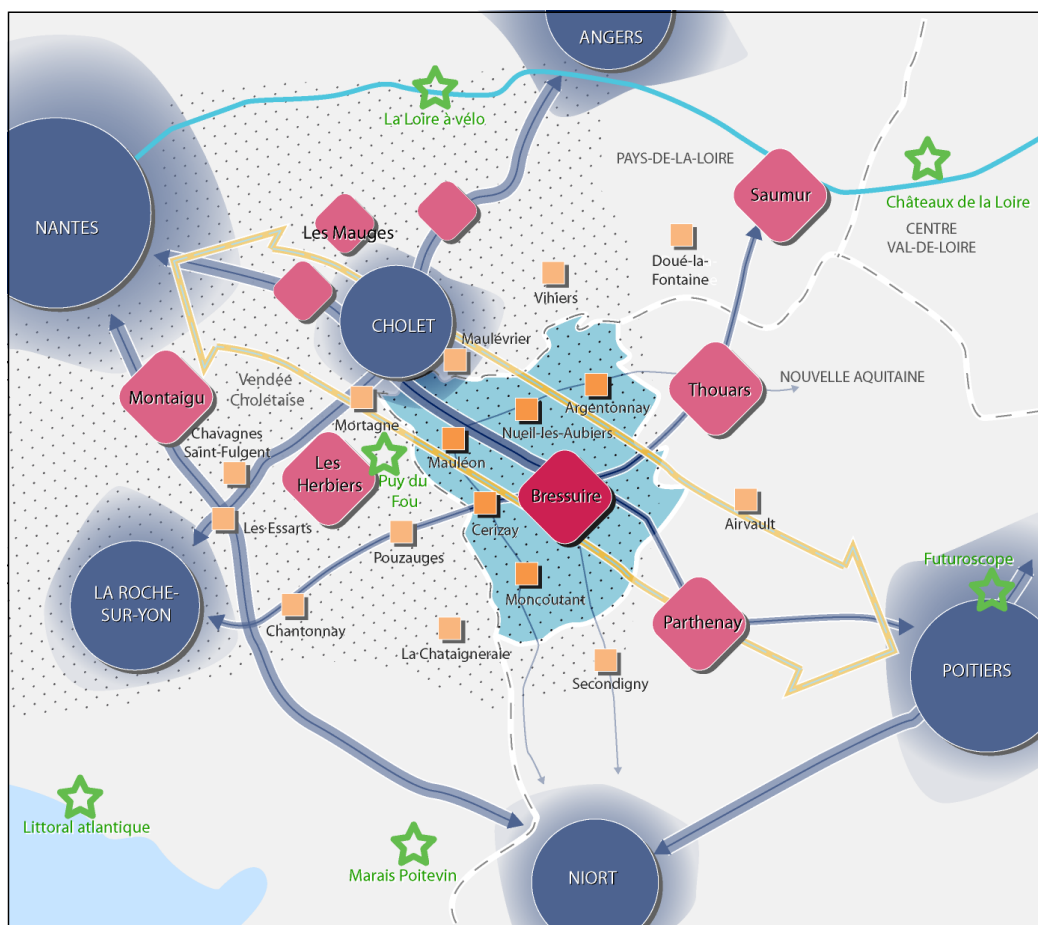 ANGERS
La Loire à vélo
PAYS-DE-LA-LOIRE
Saumur
Châteaux de la Loire
NANTES
Les Mauges
CENTRE
VAL-DE-LOIRE
Doué-la-
Fontaine
Vihiers
CHOLET
Maulévrier
NOUVELLE AQUITAINE
Thouars
Vendée
Choletaise
Montaigu
Argentonnay
Mortagne
Nueil-les-Aubiers
Chavagnes
Saint-Fulgent
Mauléon
Les
Herbiers
Puy du
Fou
Bressuire
Cerizay
Airvault
Les Essarts
Pouzauges
Futuroscope
LA ROCHE-
SUR-YON
Moncoutant
Chantonnay
Parthenay
La Chataigneraie
Secondigny
POITIERS
Littoral atlantique
Marais Poitevin
NIORT